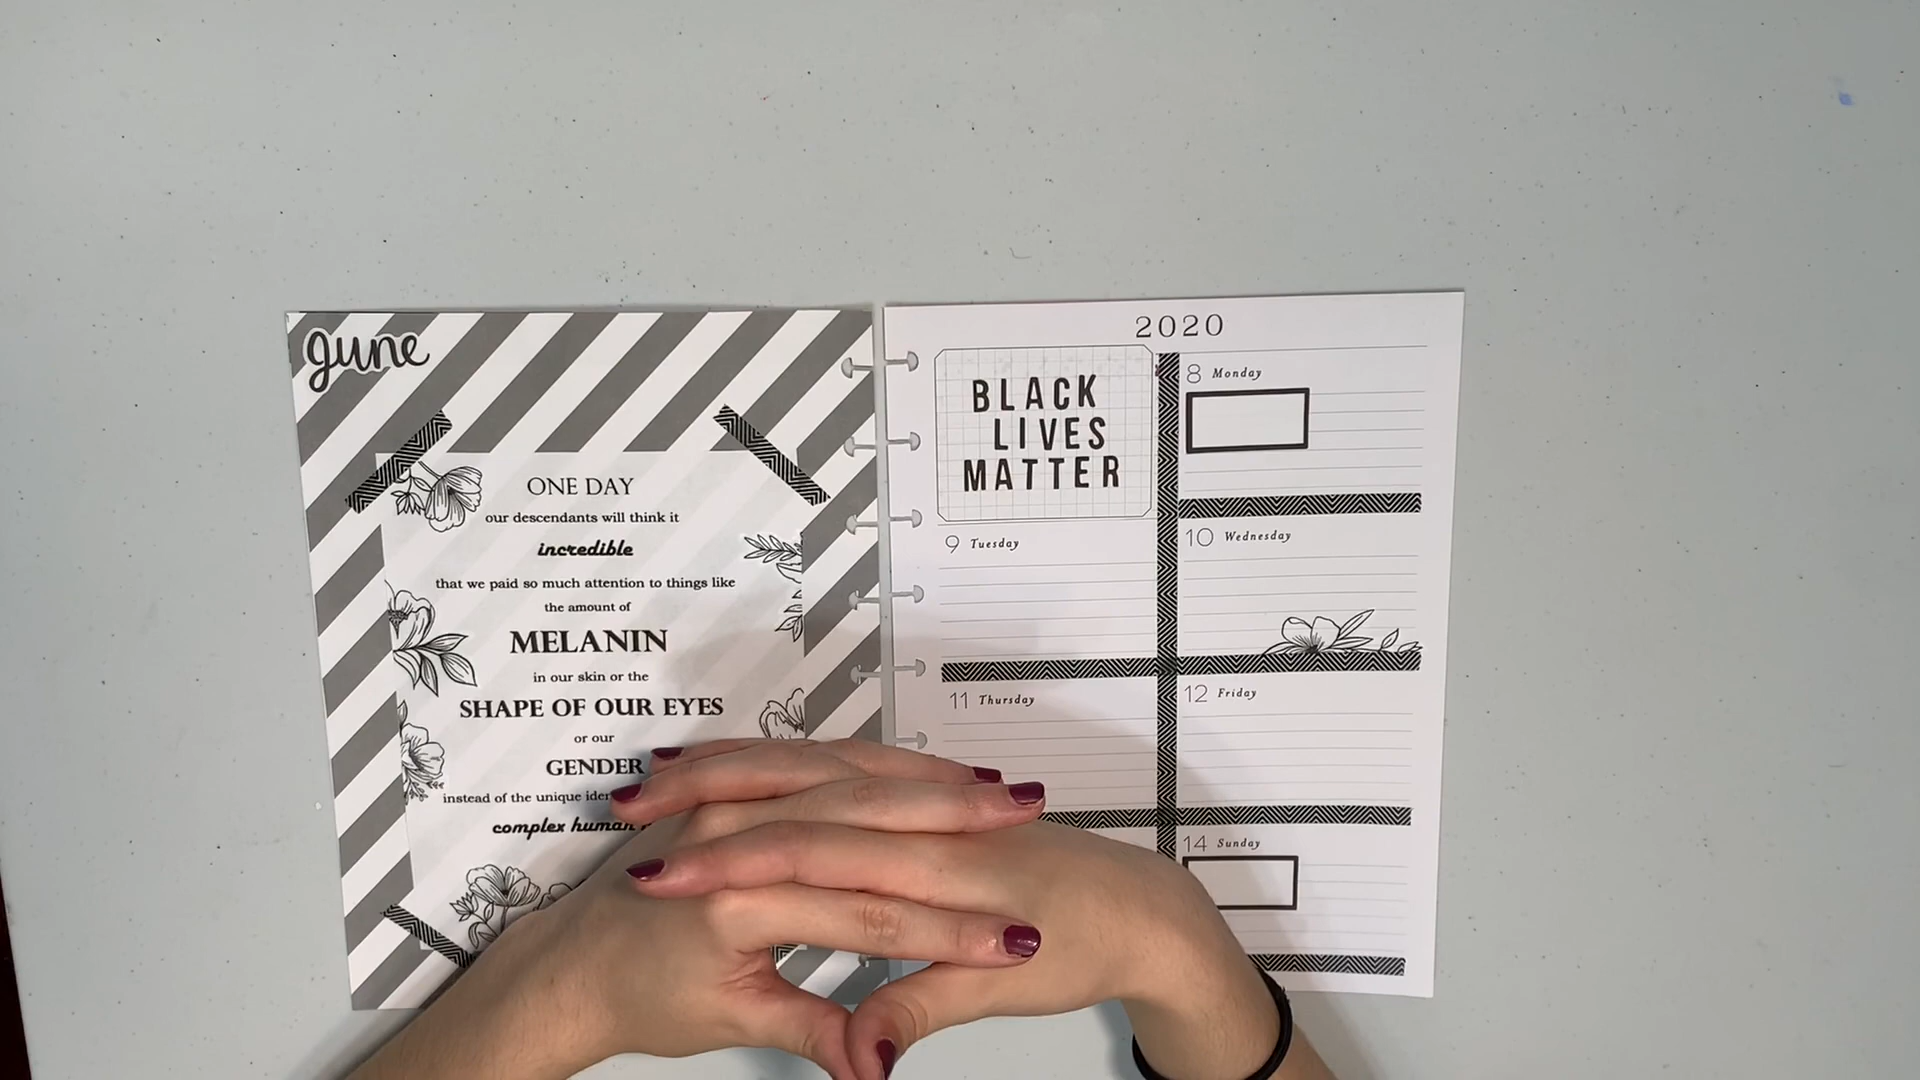 June
ONE DAY
our descendants will think it
incredible
that we paid so much attention to things like
the amount of
MELANIN
in our skin or the
SHAPE OF OUR EYES
or our
GENDER
instead of the unique
complex human
2020
BLACK
LIVES
MATTER
8 Monday
9 Tuesday
10 Wednesday
11 Thursday
12 Friday
14 Sunday